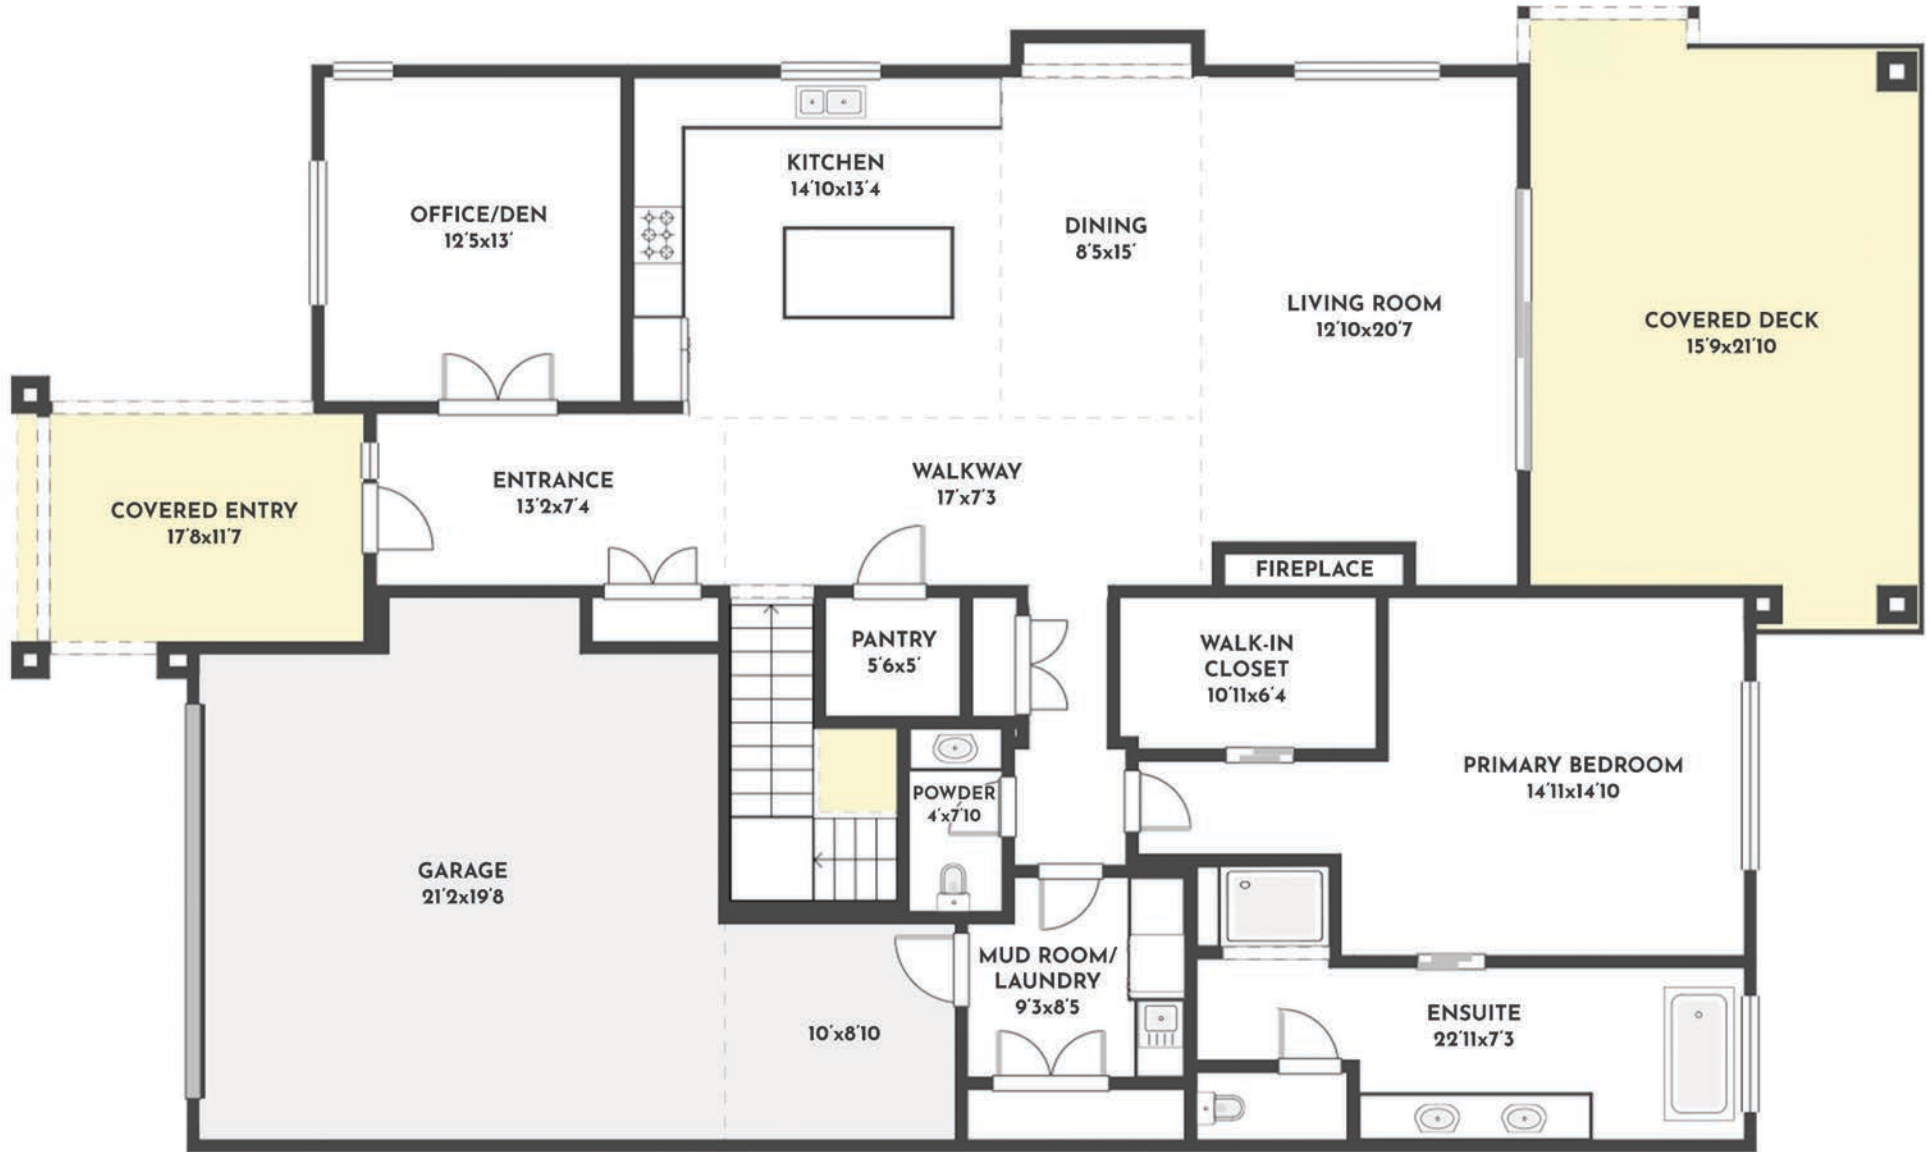 KITCHEN
14'10x13'4
OFFICE/DEN
12'5x13'
DINING
8'5x15'
LIVING ROOM
12'10x20'7
COVERED DECK
15'9x21'10
COVERED ENTRY
17'8x11'7
ENTRANCE
13'2x7'4
WALKWAY
17'x7'3
FIREPLACE
PANTRY
5'6x5'
WALK-IN
CLOSET
10'11x6'4
PRIMARY BEDROOM
14'11x14'10
POWDER
4'x7'10
GARAGE
21'2x19'8
10'x8'10
MUD ROOM/
LAUNDRY
9'3x8'5
ENSUITE
22'11x7'3